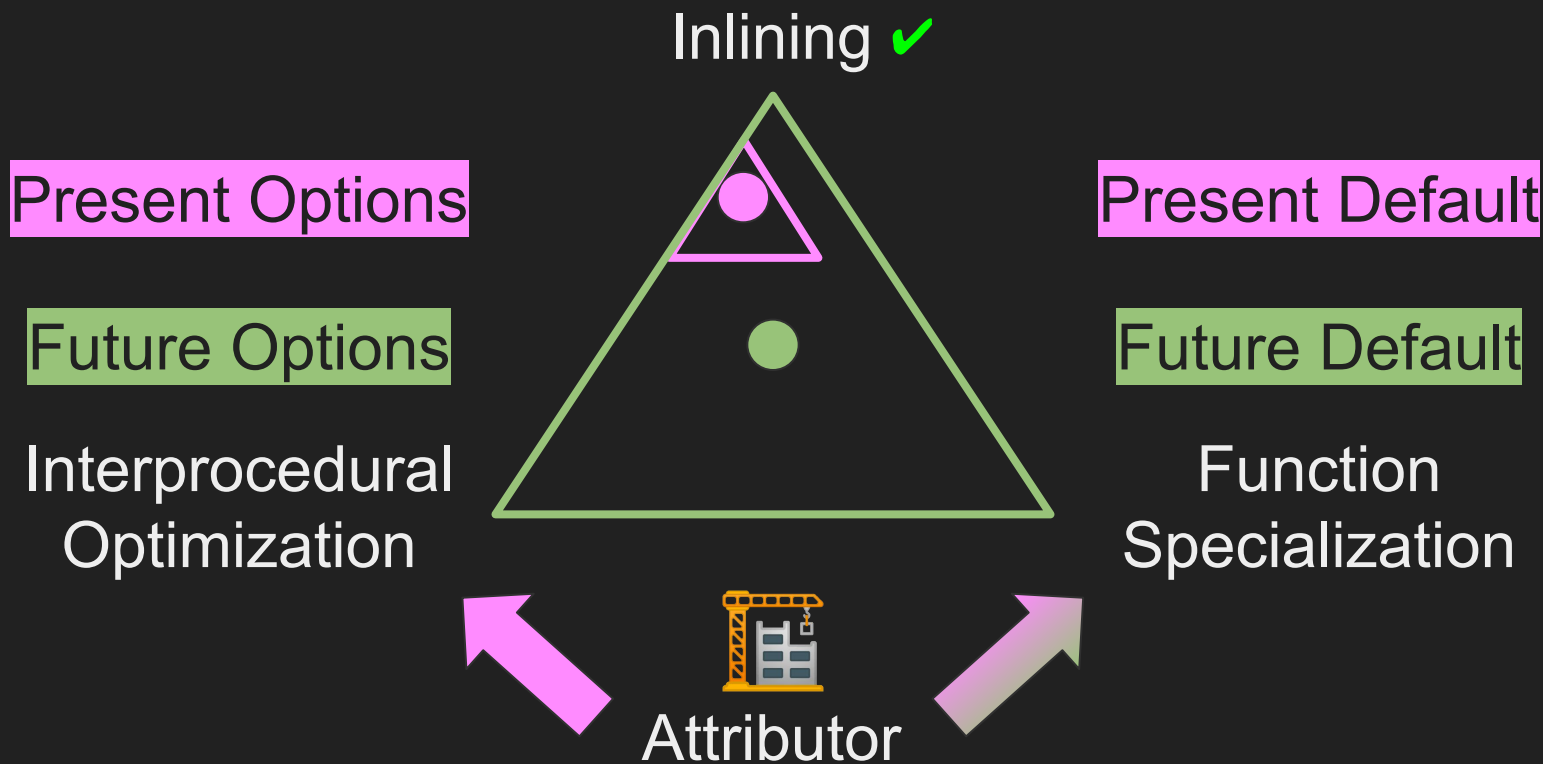 Inlining ✔
Present Options
Present Default
Future Options
Future Default
Interprocedural
Optimization
Function
Specialization
Attributor